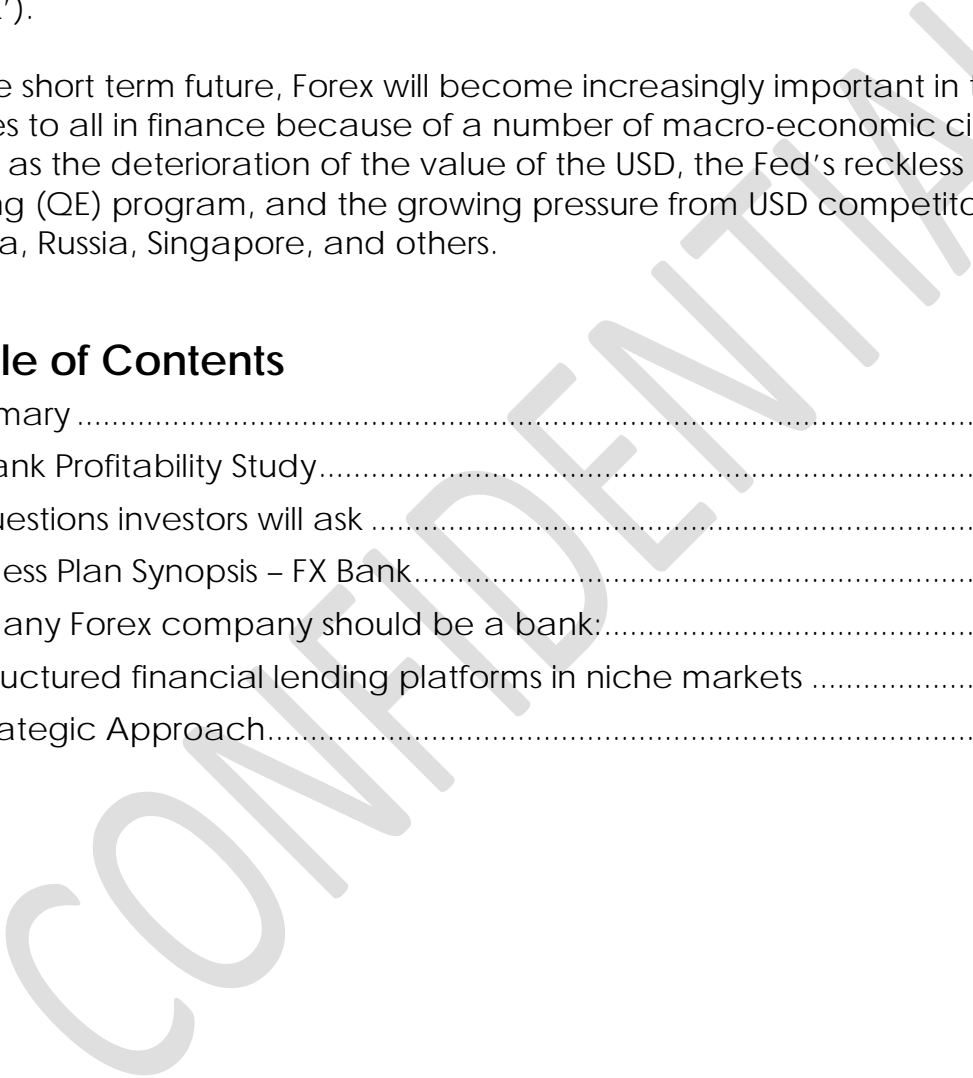 ').
e short term future, Forex will become increasingly important in t
es to all in finance because of a number of macro-economic ci
as the deterioration of the value of the USD, the Fed's reckless
ng (QE) program, and the growing pressure from USD competito
a, Russia, Singapore, and others.
le of Contents
mary ................................................................
ank Profitability Study................................................................
uestions investors will ask ................................................................
ess Plan Synopsis – FX Bank................................................................
any Forex company should be a bank:................................................................
ructured financial lending platforms in niche markets ................................
ategic Approach................................................................
CONFIDENTIAL